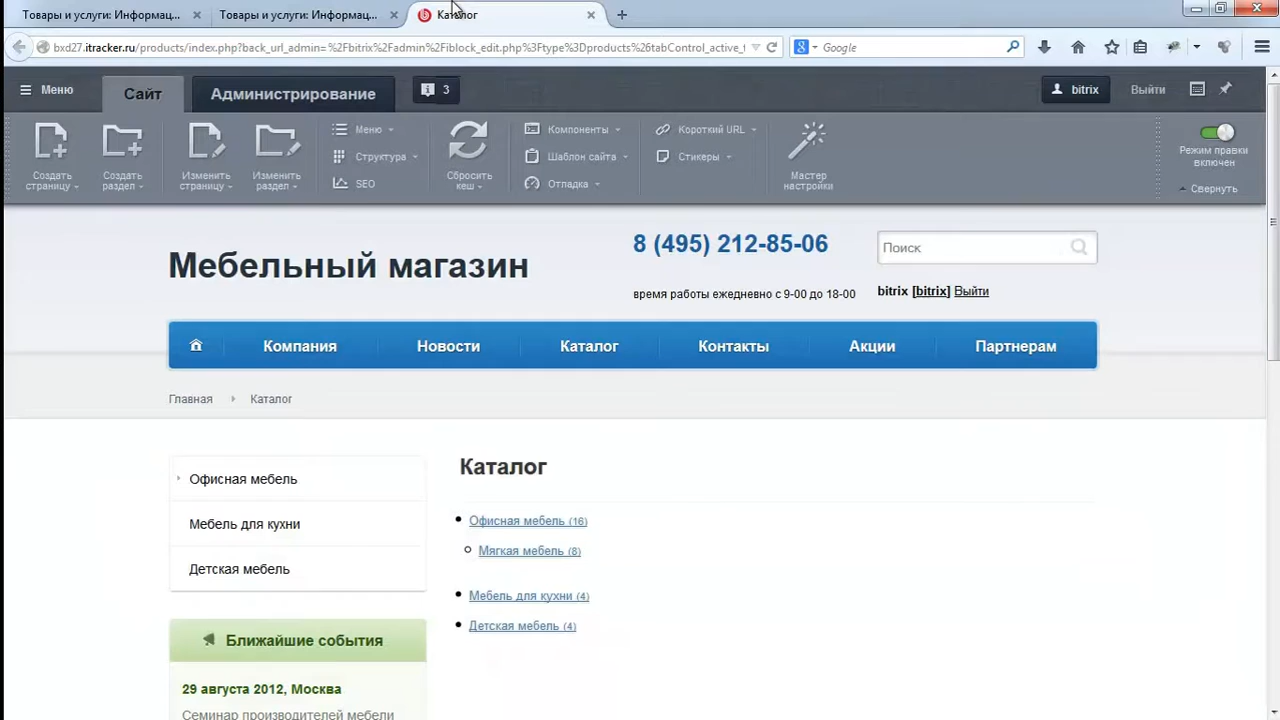 Товары и услуги: Информац...
Товары и услуги: Информац...
Каталог
bxd27.itracker.ru/products/index.php?back_url_admin=%2Fbitrix%2Fadmin%2Fiblock_edit.php%3Ftype%3Dproducts%26tabControl_active_t
Google
Меню
Сайт
Администрирование
3
bitrix
Выйти
Создать страницу
Создать раздел
Изменить страницу
Изменить раздел
Меню
Структура
SEO
Сбросить кеш
Компоненты
Шаблон сайта
Отладка
Короткий URL
Стикеры
Мастер настройки
Режим правки включен
Свернуть
Мебельный магазин
8 (495) 212-85-06
время работы ежедневно с 9-00 до 18-00
Поиск
bitrix [bitrix] Выйти
Компания
Новости
Каталог
Контакты
Акции
Партнерам
Главная
Каталог
Офисная мебель
Мебель для кухни
Детская мебель
Каталог
Офисная мебель (16)
Мягкая мебель (8)
Мебель для кухни (4)
Детская мебель (4)
Ближайшие события
29 августа 2012, Москва
Семинар производителей мебели